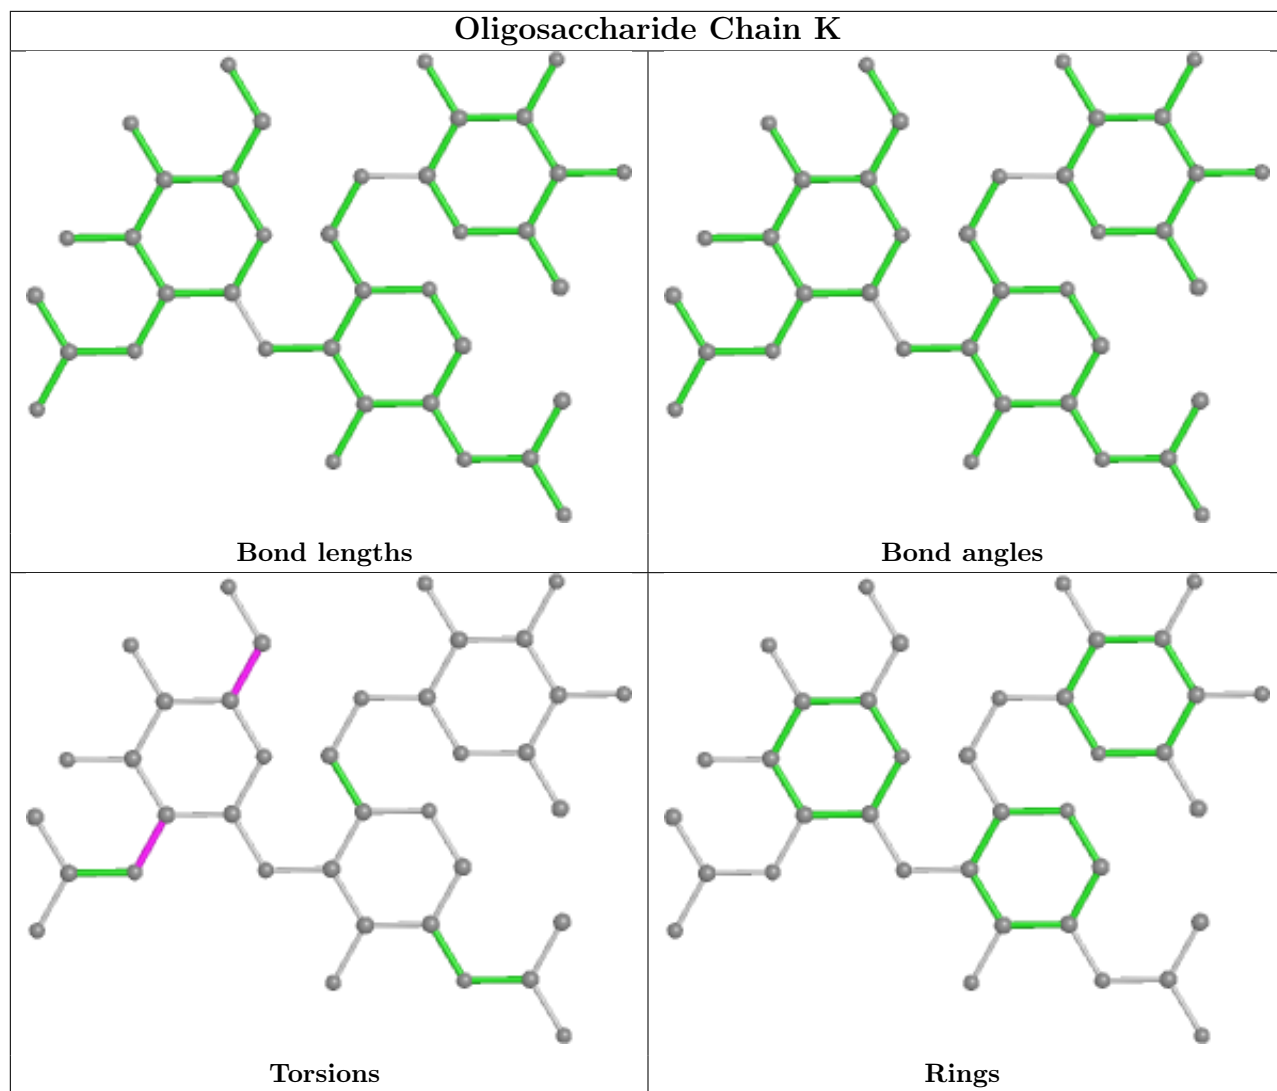 Oligosaccharide Chain K
Bond lengths
Bond angles
Torsions
Rings